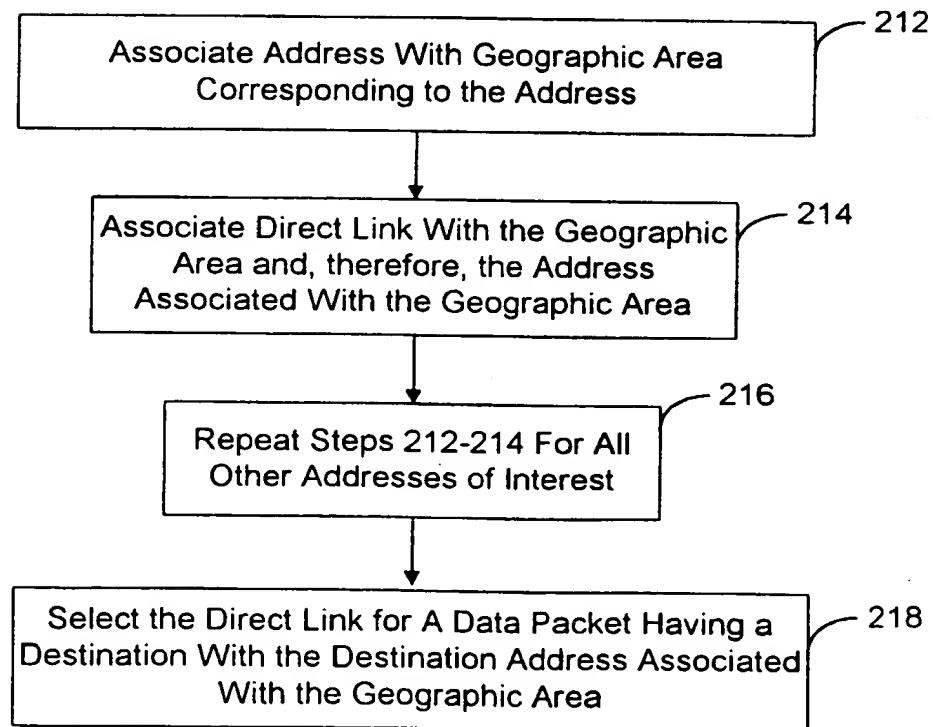 212
Associate Address With Geographic Area
Corresponding to the Address
214
Associate Direct Link With the Geographic
Area and, therefore, the Address
Associated With the Geographic Area
216
Repeat Steps 212-214 For All
Other Addresses of Interest
218
Select the Direct Link for A Data Packet Having a
Destination With the Destination Address Associated
With the Geographic Area